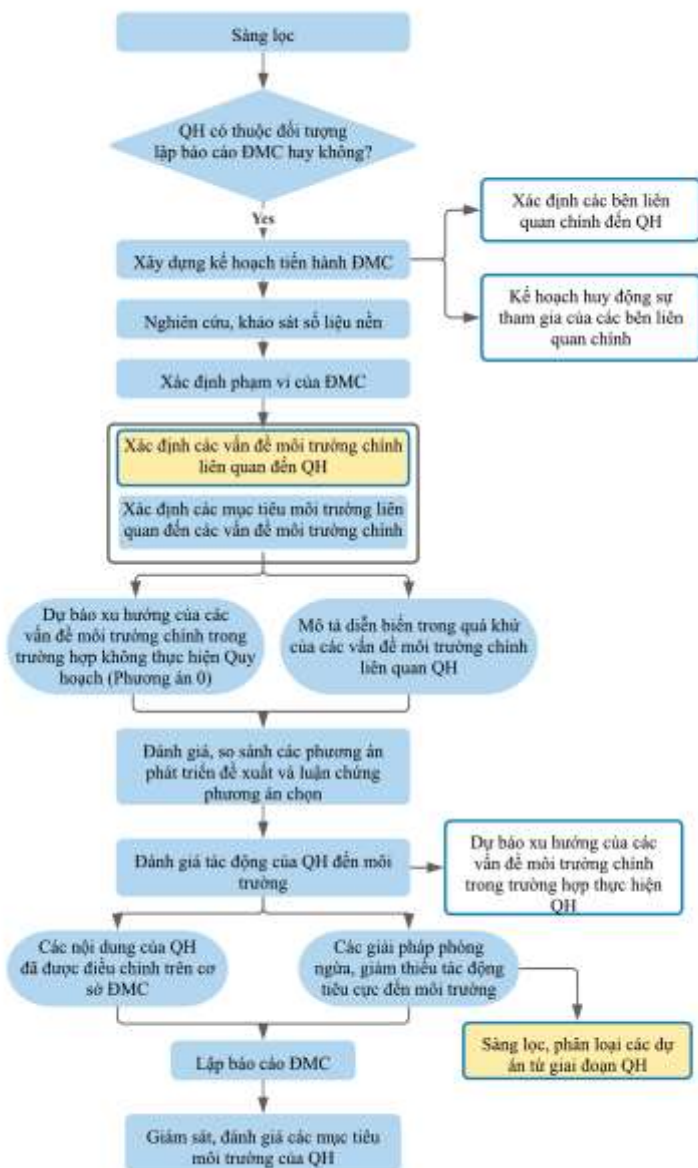 Sàng lọc
QH có thuộc đối tượng
lập báo cáo ĐMC hay không?
Yes
Xây dựng kế hoạch tiến hành ĐMC
Xác định các bên liên
quan chính đến QH
Kế hoạch huy động sự
tham gia của các bên liên
quan chính
Nghiên cứu, khảo sát số liệu nền
Xác định phạm vi của ĐMC
Xác định các vấn đề môi trường chính
liên quan đến QH
Xác định các mục tiêu môi trường liên
quan đến các vấn đề môi trường chính
Dự báo xu hướng của các
vấn đề môi trường chính trong
trường hợp không thực hiện Quy
hoạch (Phương án 0)
Mô tả diễn biến trong quá khứ
của các vấn đề môi trường chính
liên quan QH
Đánh giá, so sánh các phương án
phát triển đề xuất và luận chứng
phương án chọn
Đánh giá tác động của QH đến môi
trường
Dự báo xu hướng của các
vấn đề môi trường chính
trong trường hợp thực hiện
QH
Các nội dung của QH
đã được điều chỉnh trên cơ
sở ĐMC
Các giải pháp phòng
ngừa, giảm thiểu tác động
tiêu cực đến môi trường
Sàng lọc, phân loại các dự
án từ giai đoạn QH
Lập báo cáo ĐMC
Giám sát, đánh giá các mục tiêu
môi trường của QH